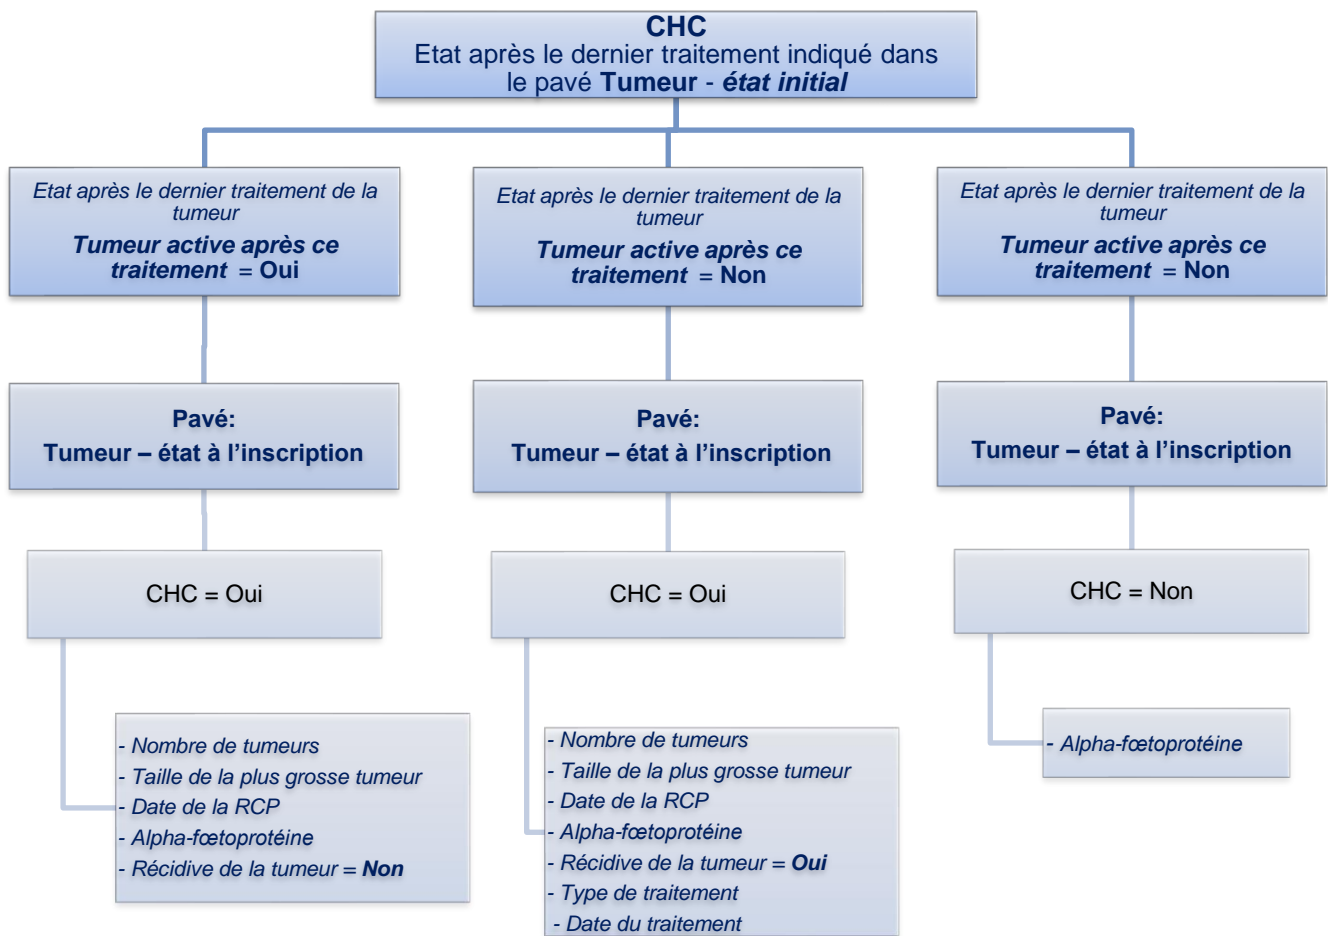 CHC
Etat après le dernier traitement indiqué dans
le pavé Tumeur - état initial
Etat après le dernier traitement de la
tumeur
Tumeur active après ce
traitement = Oui
Etat après le dernier traitement de la
tumeur
Tumeur active après ce
traitement = Non
Etat après le dernier traitement de la
tumeur
Tumeur active après ce
traitement = Non
Pavé:
Tumeur – état à l'inscription
Pavé:
Tumeur – état à l'inscription
Pavé:
Tumeur – état à l'inscription
CHC = Oui
CHC = Oui
CHC = Non
- Nombre de tumeurs
- Taille de la plus grosse tumeur
- Date de la RCP
- Alpha-fœtoprotéine
- Récidive de la tumeur = Non
- Nombre de tumeurs
- Taille de la plus grosse tumeur
- Date de la RCP
- Alpha-fœtoprotéine
- Récidive de la tumeur = Oui
- Type de traitement
- Date du traitement
- Alpha-fœtoprotéine